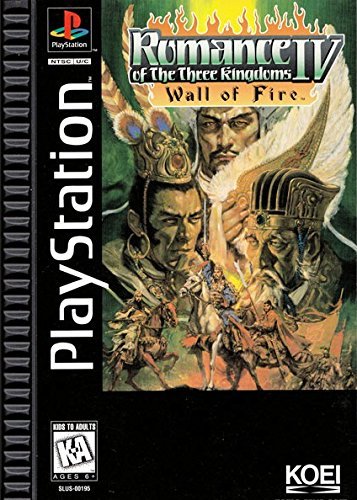 PlayStation
NTSC U/C
PlayStation
Romance IV
of The Three Kingdoms
Wall of Fire™
KIDS TO ADULTS
K-A
AGES 6+
SLUS-00195
KOEI